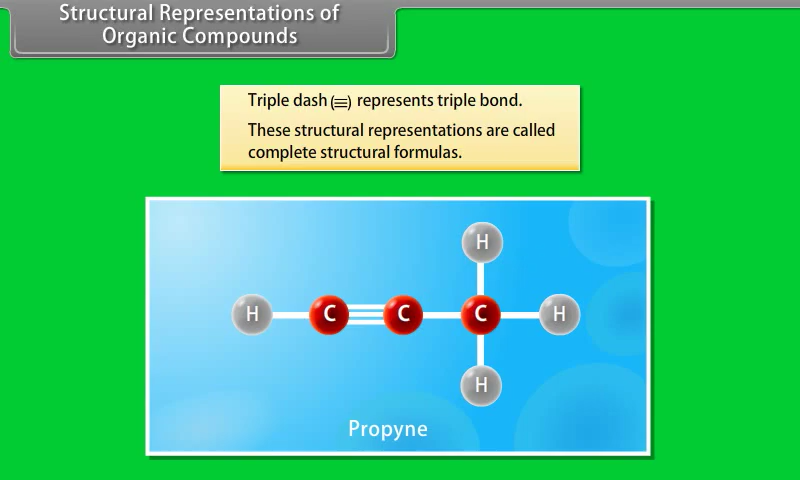 Structural Representations of
Organic Compounds
Triple dash (≡) represents triple bond.
These structural representations are called
complete structural formulas.
H
H C C C H
H
Propyne